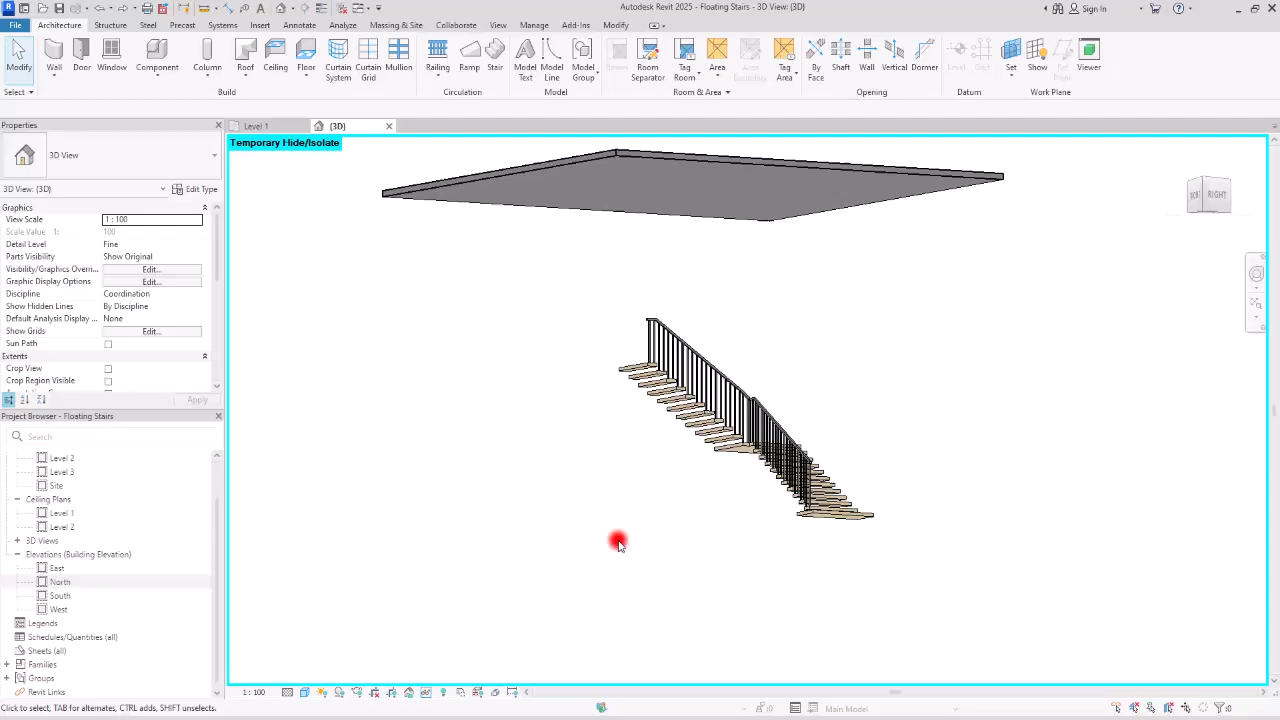 Autodesk Revit 2025 - Floating Stairs - 3D View: {3D}
Sign In
File Architecture Structure Steel Precast Systems Insert Annotate Analyze Massing & Site Collaborate View Manage Add-Ins Modify
Modify Wall Door Window Component Column Roof Ceiling Floor Curtain System Curtain Grid Mullion Railing Ramp Stair Model Text Model Line Model Group Room Room Separator Tag Room Area Area Boundary Tag Area By Face Shaft Wall Vertical Dormer Level Grid Set Show Ref Plane Viewer
Select Build Circulation Model Room & Area Opening Datum Work Plane
Properties
Level 1
{3D}
Temporary Hide/Isolate
3D View
3D View: {3D}
Edit Type
Graphics
View Scale 1 : 100
Scale Value 1: 100
Detail Level Fine
Parts Visibility Show Original
Visibility/Graphics Overri... Edit...
Graphic Display Options Edit...
Discipline Coordination
Show Hidden Lines By Discipline
Default Analysis Display ... None
Show Grids Edit...
Sun Path
Extents
Crop View
Crop Region Visible
Apply
RIGHT
Project Browser - Floating Stairs
Search
Level 2
Level 3
Site
Ceiling Plans
Level 1
Level 2
3D Views
Elevations (Building Elevation)
East
North
South
West
Legends
Schedules/Quantities (all)
Sheets (all)
Families
Groups
Revit Links
1 : 100
Click to select, TAB for alternates, CTRL adds, SHIFT unselects.
:0
Main Model
:0